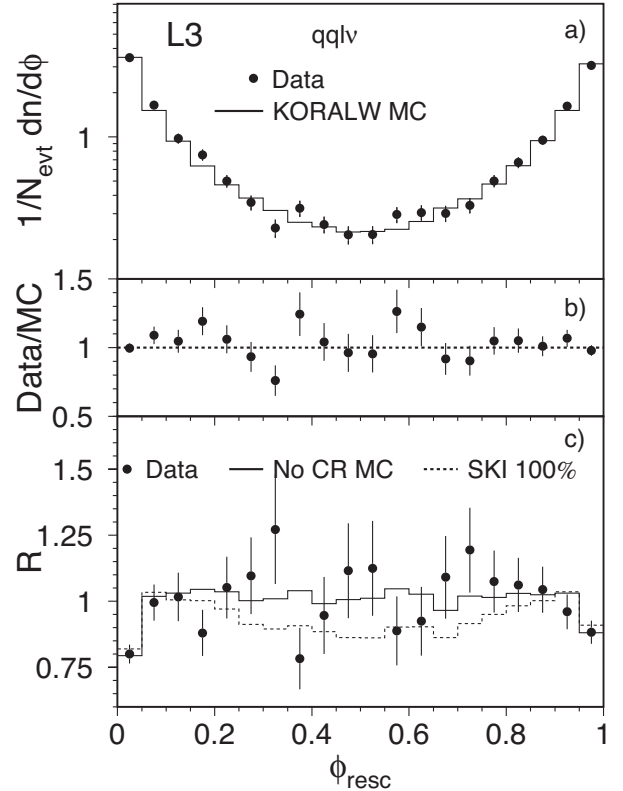 L3 qqlν a)
Data
KORALW MC
1/N_evt dn/dϕ
1
b)
Data/MC
1.5
1
0.5
c)
Data No CR MC SKI 100%
R
1.5
1.25
1
0.75
0 0.2 0.4 0.6 0.8 1
ϕ_resc